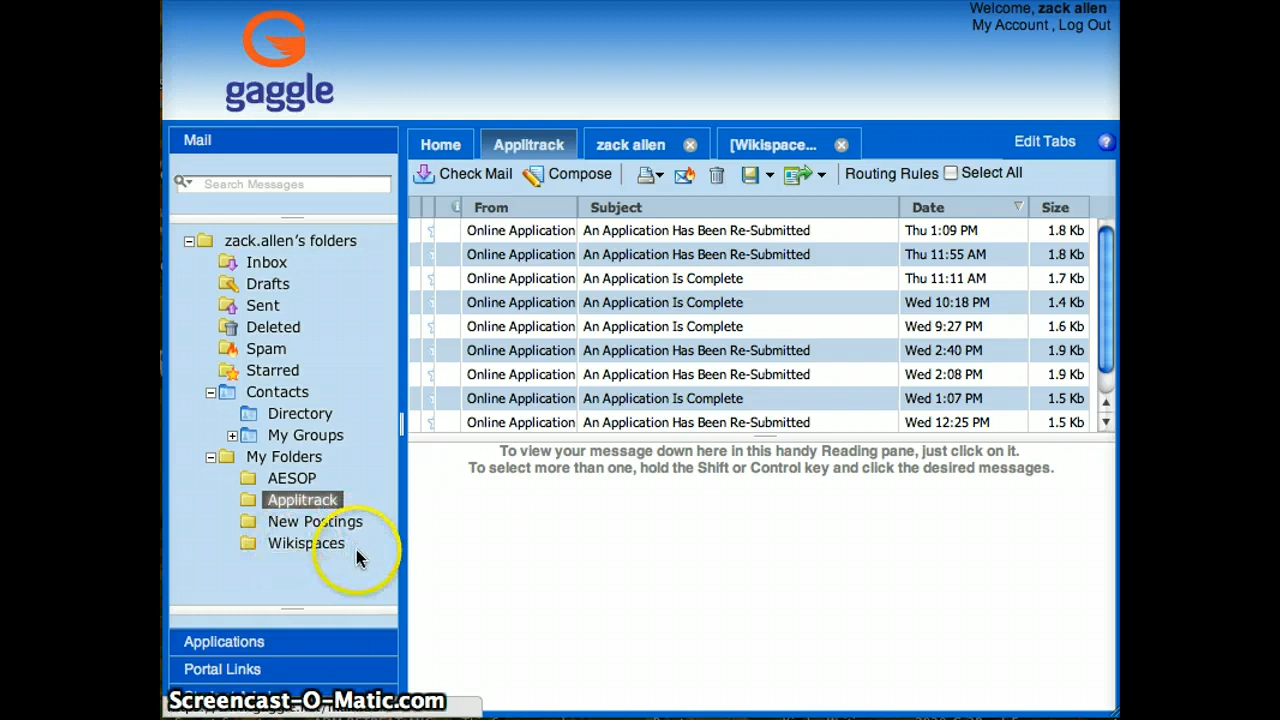 Welcome, zack allen
My Account , Log Out
gaggle
Mail
Search Messages
zack.allen's folders
Inbox
Drafts
Sent
Deleted
Spam
Starred
Contacts
Directory
My Groups
My Folders
AESOP
Applitrack
New Postings
Wikispaces
Applications
Portal Links
Home Applitrack zack allen [Wikispace... Edit Tabs ?
Check Mail Compose Routing Rules Select All
From Subject Date Size
Online Application An Application Has Been Re-Submitted Thu 1:09 PM 1.8 Kb
Online Application An Application Has Been Re-Submitted Thu 11:55 AM 1.8 Kb
Online Application An Application Is Complete Thu 11:11 AM 1.7 Kb
Online Application An Application Is Complete Wed 10:18 PM 1.4 Kb
Online Application An Application Is Complete Wed 9:27 PM 1.6 Kb
Online Application An Application Has Been Re-Submitted Wed 2:40 PM 1.9 Kb
Online Application An Application Has Been Re-Submitted Wed 2:08 PM 1.9 Kb
Online Application An Application Is Complete Wed 1:07 PM 1.5 Kb
Online Application An Application Has Been Re-Submitted Wed 12:25 PM 1.5 Kb
To view your message down here in this handy Reading pane, just click on it.
To select more than one, hold the Shift or Control key and click the desired messages.
Screencast-O-Matic.com